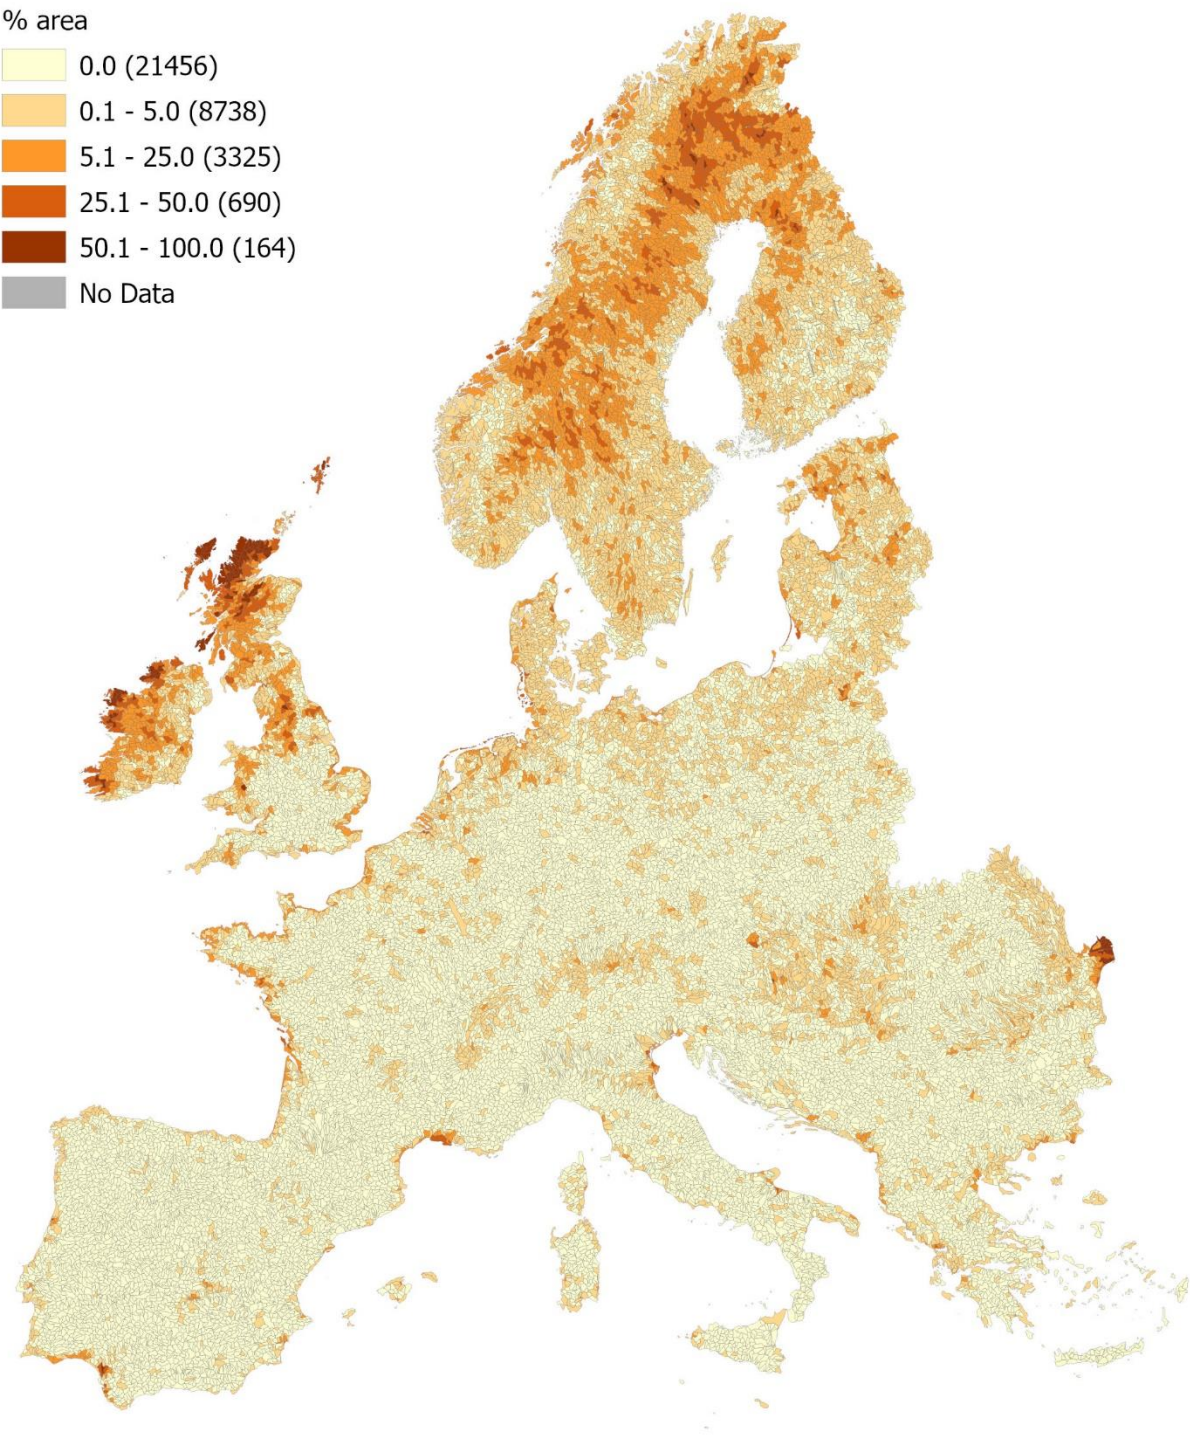 % area
0.0 (21456)
0.1 - 5.0 (8738)
5.1 - 25.0 (3325)
25.1 - 50.0 (690)
50.1 - 100.0 (164)
No Data